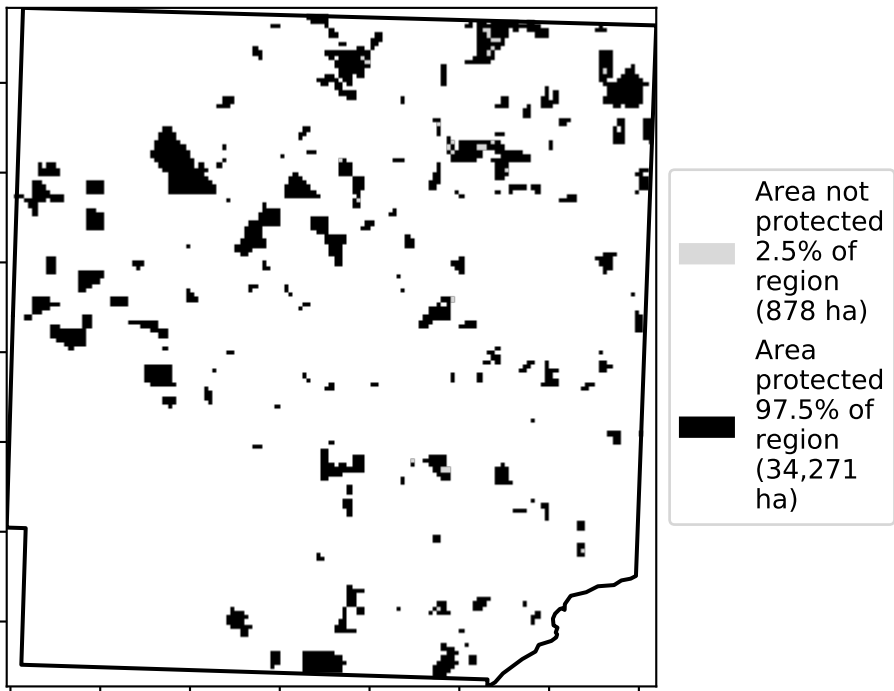 Area not
protected
2.5% of
region
(878 ha)
Area
protected
97.5% of
region
(34,271
ha)